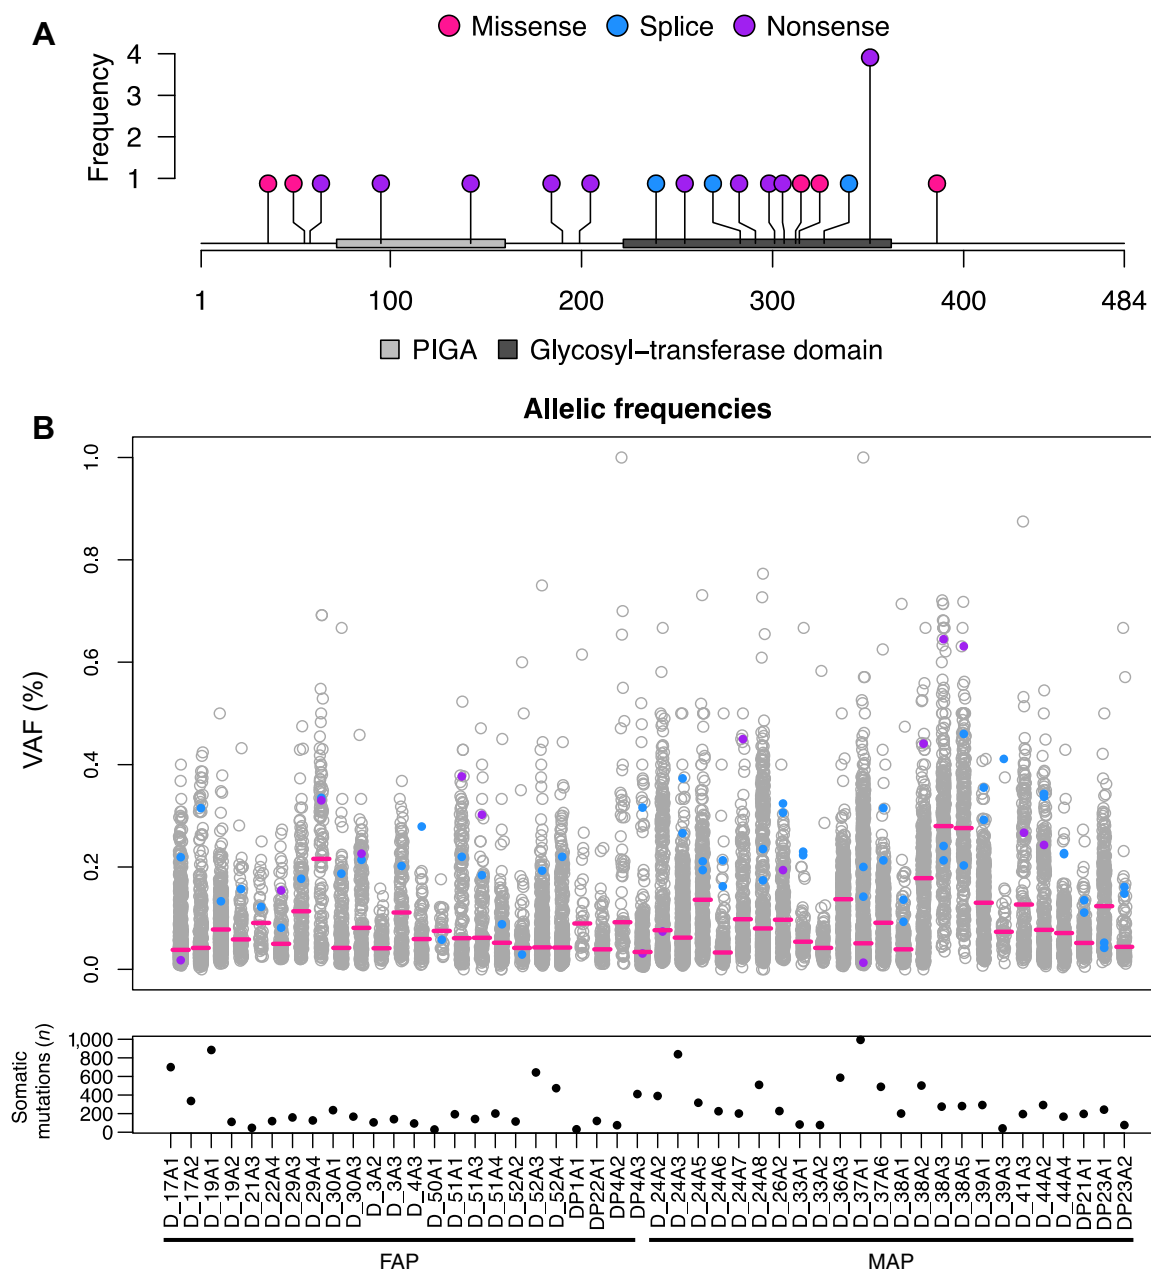 A
Missense Splice Nonsense
Frequency
4
3
2
1
1 100 200 300 400 484
PIGA Glycosyl−transferase domain
B
Allelic frequencies
VAF (%)
1.0
0.8
0.6
0.4
0.2
0.0
Somatic
mutations (n)
1,000
800
600
400
200
0
D_17A1
D_17A2
D_19A1
D_19A2
D_21A3
D_22A4
D_29A3
D_29A4
D_30A1
D_30A3
D_3A2
D_3A3
D_4A3
D_50A1
D_51A1
D_51A3
D_51A4
D_52A2
D_52A3
D_52A4
DP1A1
DP22A1
DP4A2
DP4A3
D_24A2
D_24A3
D_24A5
D_24A6
D_24A7
D_24A8
D_26A2
D_33A1
D_33A2
D_36A3
D_37A1
D_37A6
D_38A1
D_38A2
D_38A3
D_38A5
D_39A1
D_39A3
D_41A3
D_44A2
D_44A4
DP21A1
DP23A1
DP23A2
FAP MAP